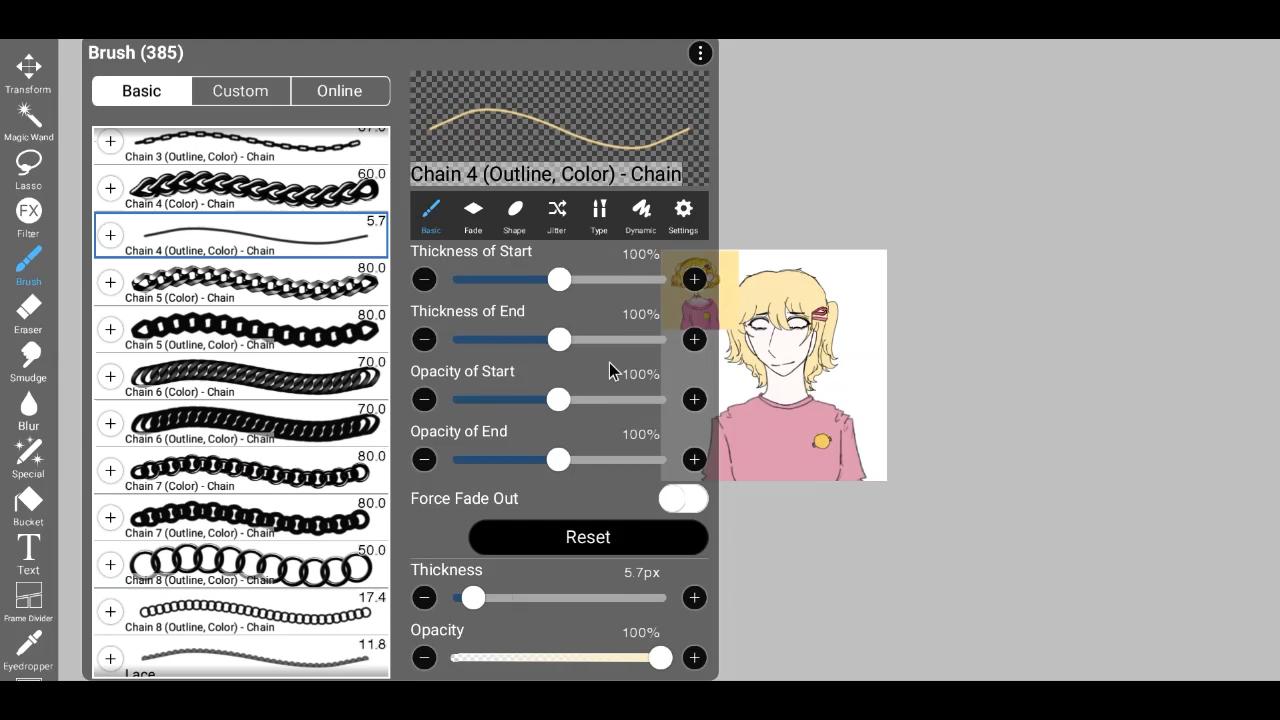 Brush (385)
Basic
Custom
Online
Transform
Magic Wand
Lasso
FX
Filter
Brush
Eraser
Smudge
Blur
Special
Bucket
T
Text
Frame Divider
Eyedropper
57.0
Chain 3 (Outline, Color) - Chain
60.0
Chain 4 (Color) - Chain
5.7
Chain 4 (Outline, Color) - Chain
80.0
Chain 5 (Color) - Chain
80.0
Chain 5 (Outline, Color) - Chain
70.0
Chain 6 (Color) - Chain
70.0
Chain 6 (Outline, Color) - Chain
80.0
Chain 7 (Color) - Chain
80.0
Chain 7 (Outline, Color) - Chain
50.0
Chain 8 (Outline, Color) - Chain
17.4
Chain 8 (Outline, Color) - Chain
11.8
Lace
Chain 4 (Outline, Color) - Chain
Basic
Fade
Shape
Jitter
Type
Dynamic
Settings
Thickness of Start 100%
Thickness of End 100%
Opacity of Start 100%
Opacity of End 100%
Force Fade Out
Reset
Thickness 5.7px
Opacity 100%